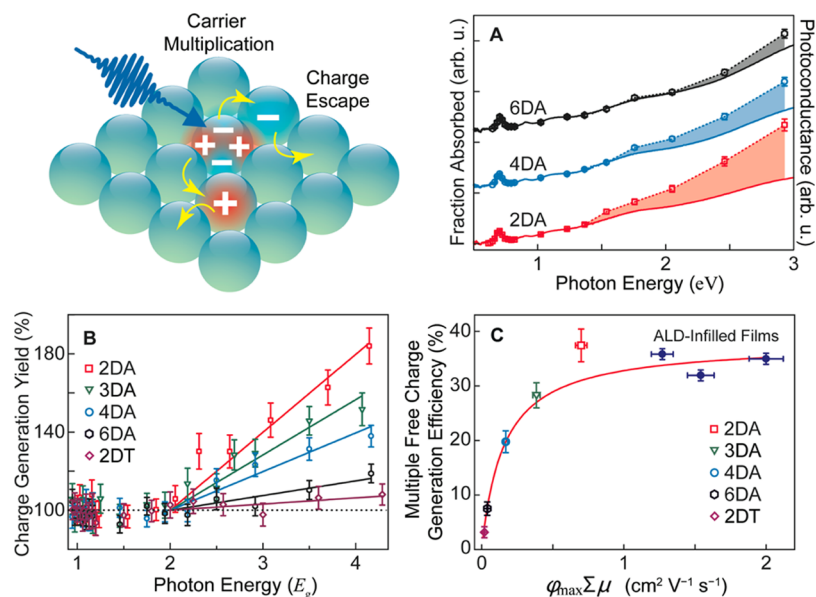 Carrier
Multiplication
Charge
Escape
+ − + −
−
+
A
Fraction Absorbed (arb. u.)
Photoconductance (arb. u.)
6DA
4DA
2DA
1 2 3
Photon Energy (eV)
B
Charge Generation Yield (%)
180
140
100
2DA
3DA
4DA
6DA
2DT
1 2 3 4
Photon Energy (Eg)
C
Multiple Free Charge
Generation Efficiency (%)
40
30
20
10
0
ALD-Infilled Films
2DA
3DA
4DA
6DA
2DT
0 1 2
φmaxΣμ (cm² V⁻¹ s⁻¹)